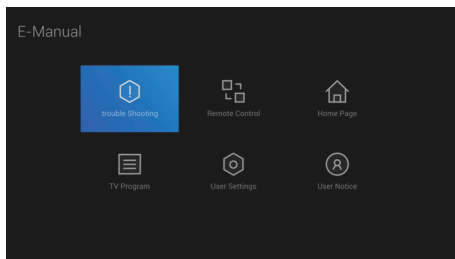 E-Manual
trouble Shooting
Remote Control
Home Page
TV Program
User Settings
User Notice